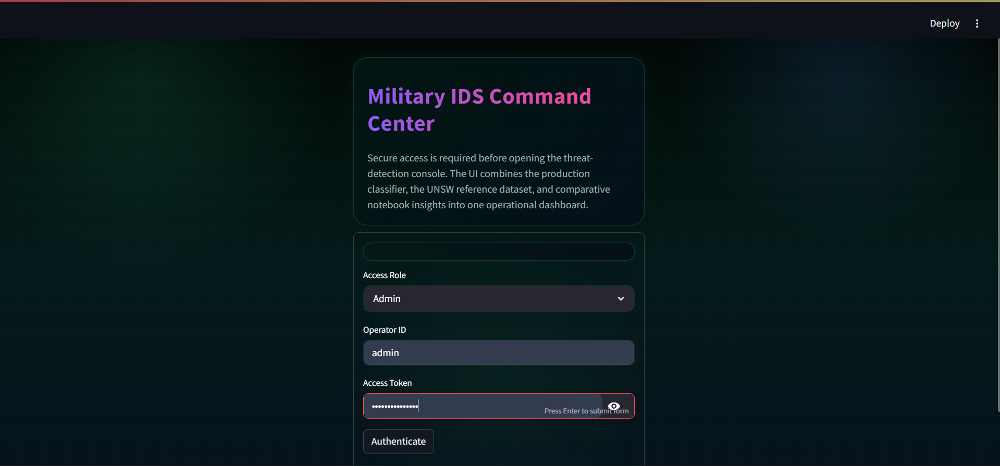 Deploy
Military IDS Command
Center
Secure access is required before opening the threat-
detection console. The UI combines the production
classifier, the UNSW reference dataset, and comparative
notebook insights into one operational dashboard.
Access Role
Admin
Operator ID
admin
Access Token
•••••••••••••••
Press Enter to submit form
Authenticate